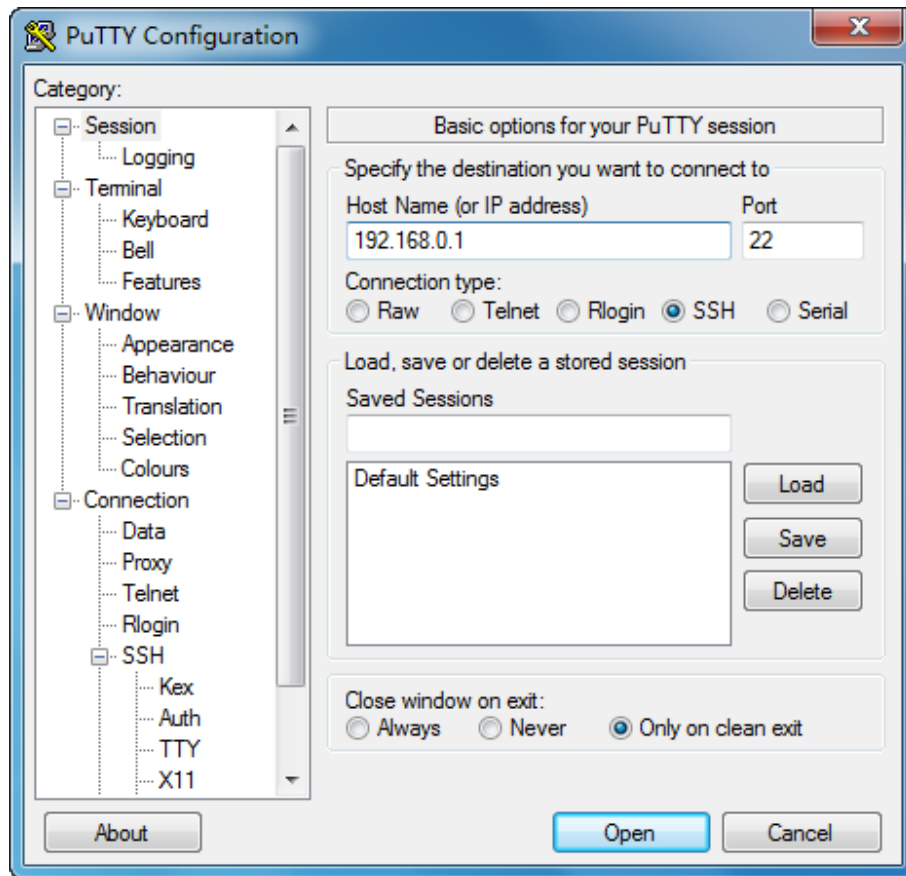 PuTTY Configuration
Category:
Session
Logging
Terminal
Keyboard
Bell
Features
Window
Appearance
Behaviour
Translation
Selection
Colours
Connection
Data
Proxy
Telnet
Rlogin
SSH
Kex
Auth
TTY
X11
Basic options for your PuTTY session
Specify the destination you want to connect to
Host Name (or IP address) Port
192.168.0.1 22
Connection type:
Raw Telnet Rlogin SSH Serial
Load, save or delete a stored session
Saved Sessions
Default Settings
Load
Save
Delete
Close window on exit:
Always Never Only on clean exit
About Open Cancel